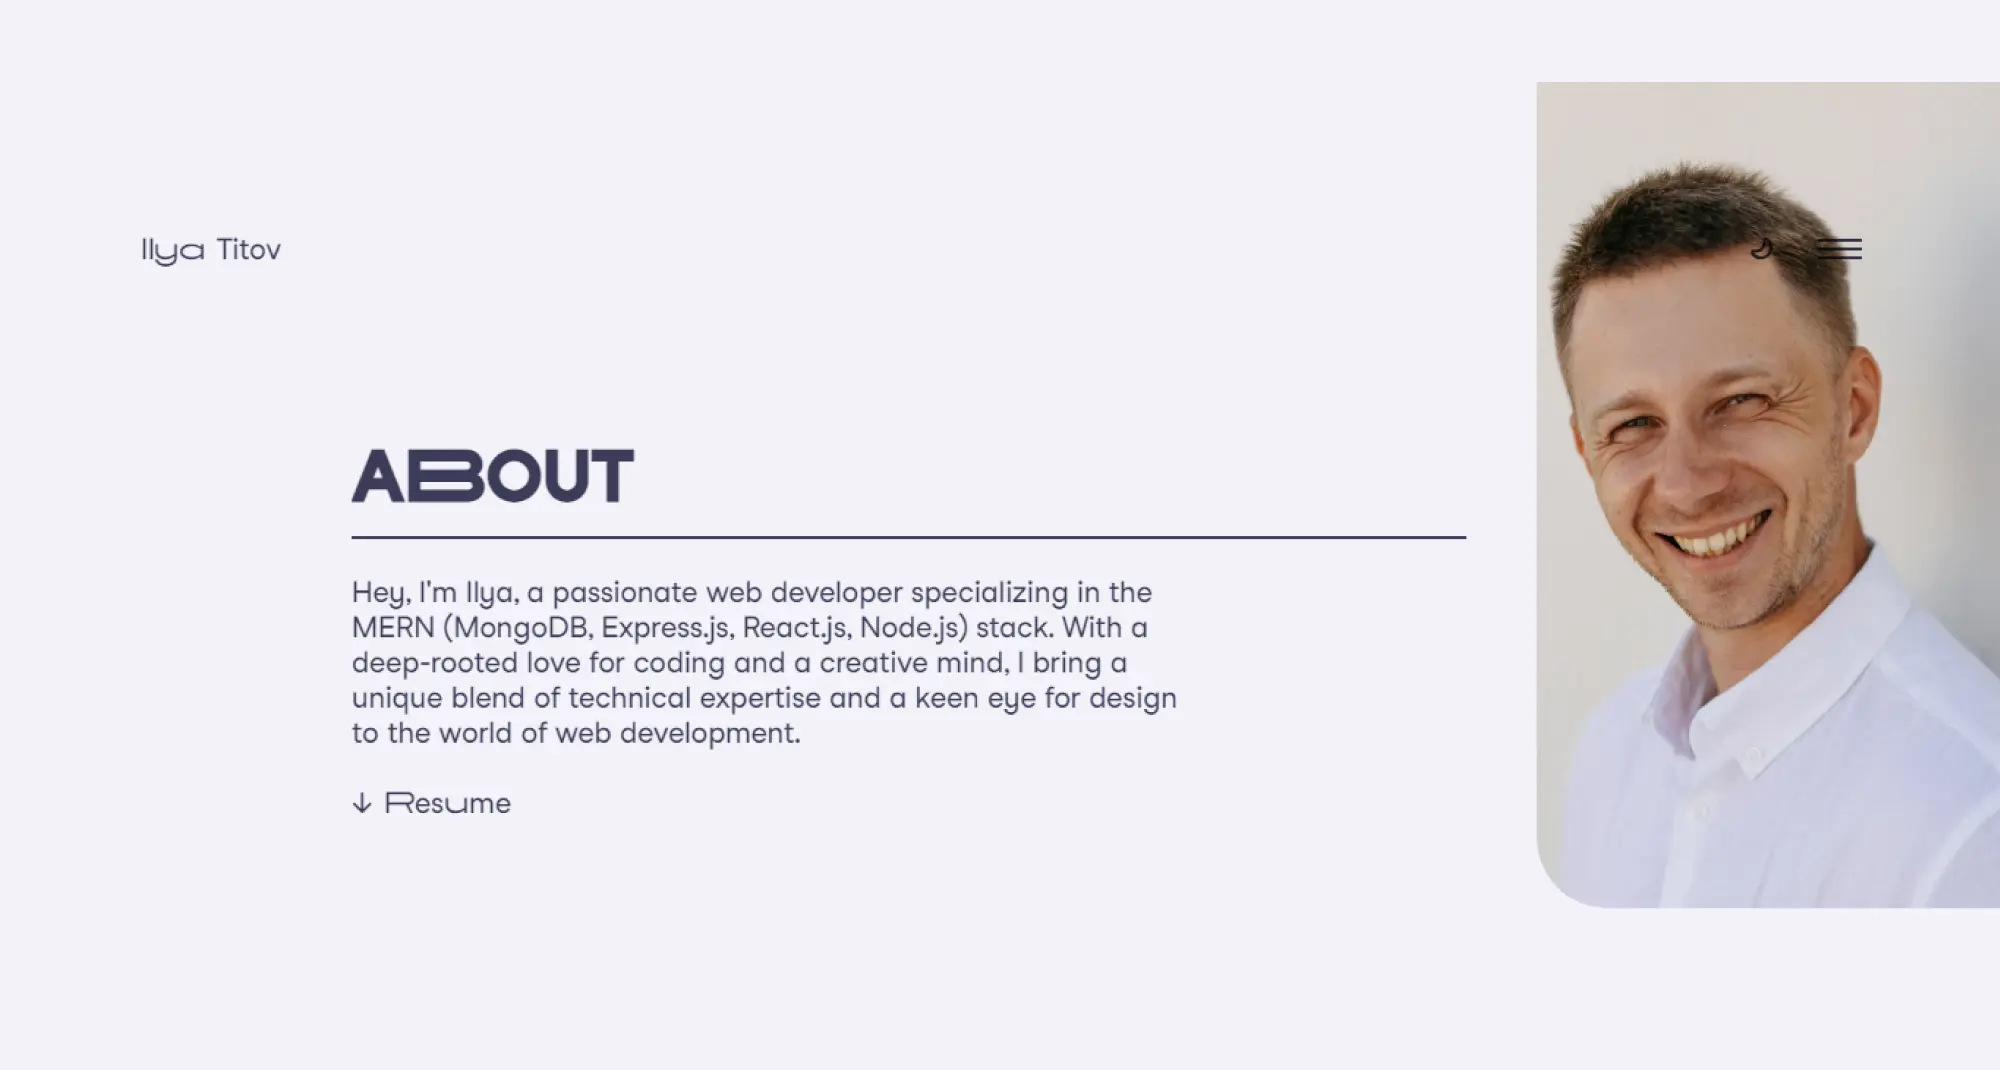 Ilya Titov
ABOUT
Hey, I'm Ilya, a passionate web developer specializing in the
MERN (MongoDB, Express.js, React.js, Node.js) stack. With a
deep-rooted love for coding and a creative mind, I bring a
unique blend of technical expertise and a keen eye for design
to the world of web development.
↓ Resume